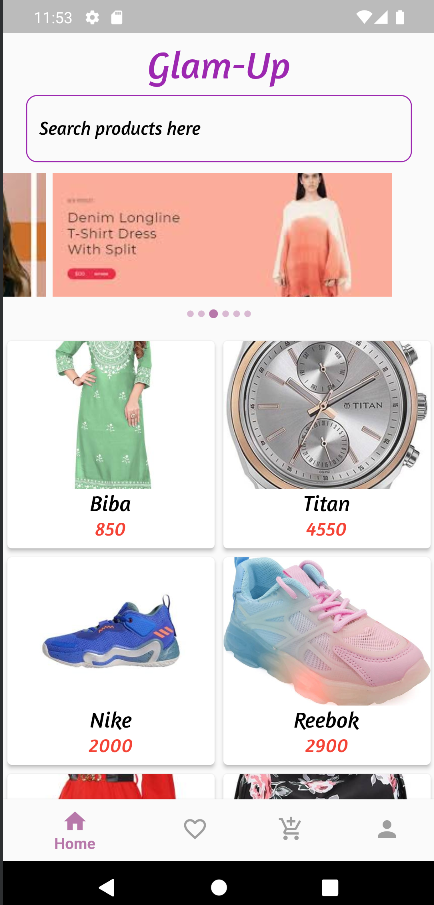 11:53
Glam-Up
Search products here
Denim Longline
T-Shirt Dress
With Split
TITAN
Biba
Titan
850
4550
Nike
Reebok
2000
2900
Home